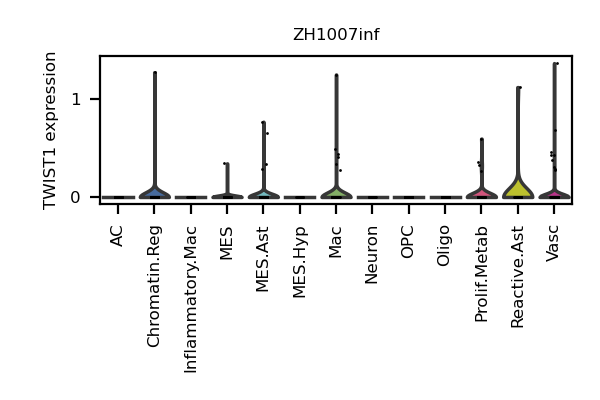 ZH1007inf
TWIST1 expression
1
0
AC
Chromatin.Reg
Inflammatory.Mac
MES
MES.Ast
MES.Hyp
Mac
Neuron
OPC
Oligo
Prolif.Metab
Reactive.Ast
Vasc